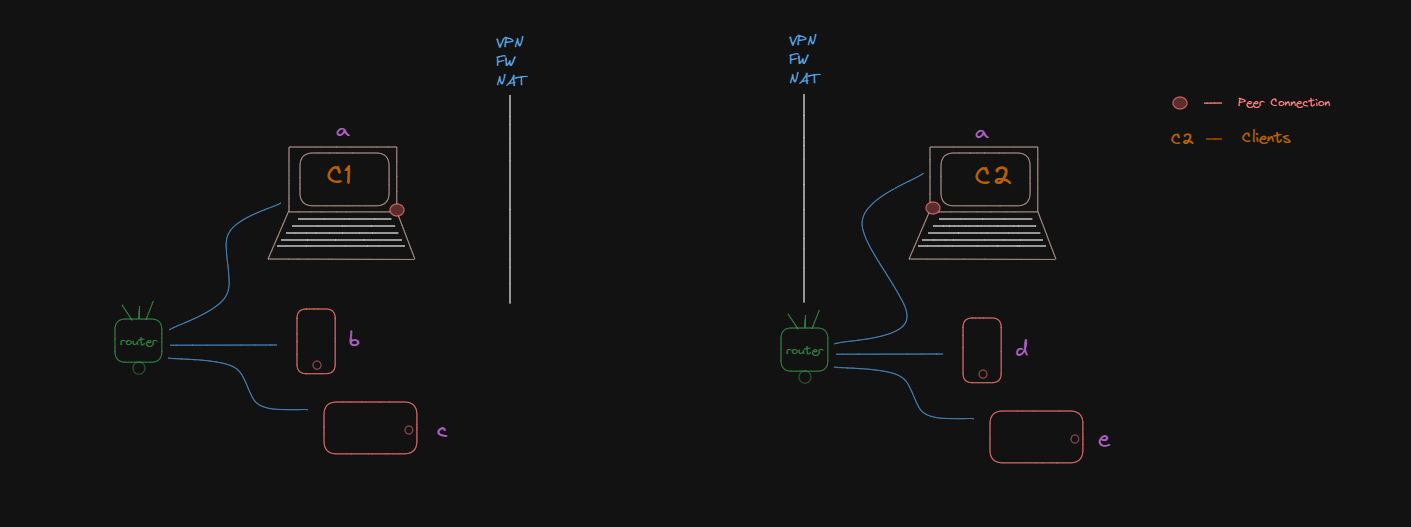 VPN
FW
NAT
VPN
FW
NAT
Peer Connection
C2 — Clients
a
a
C1
C2
router
b
router
d
c
e